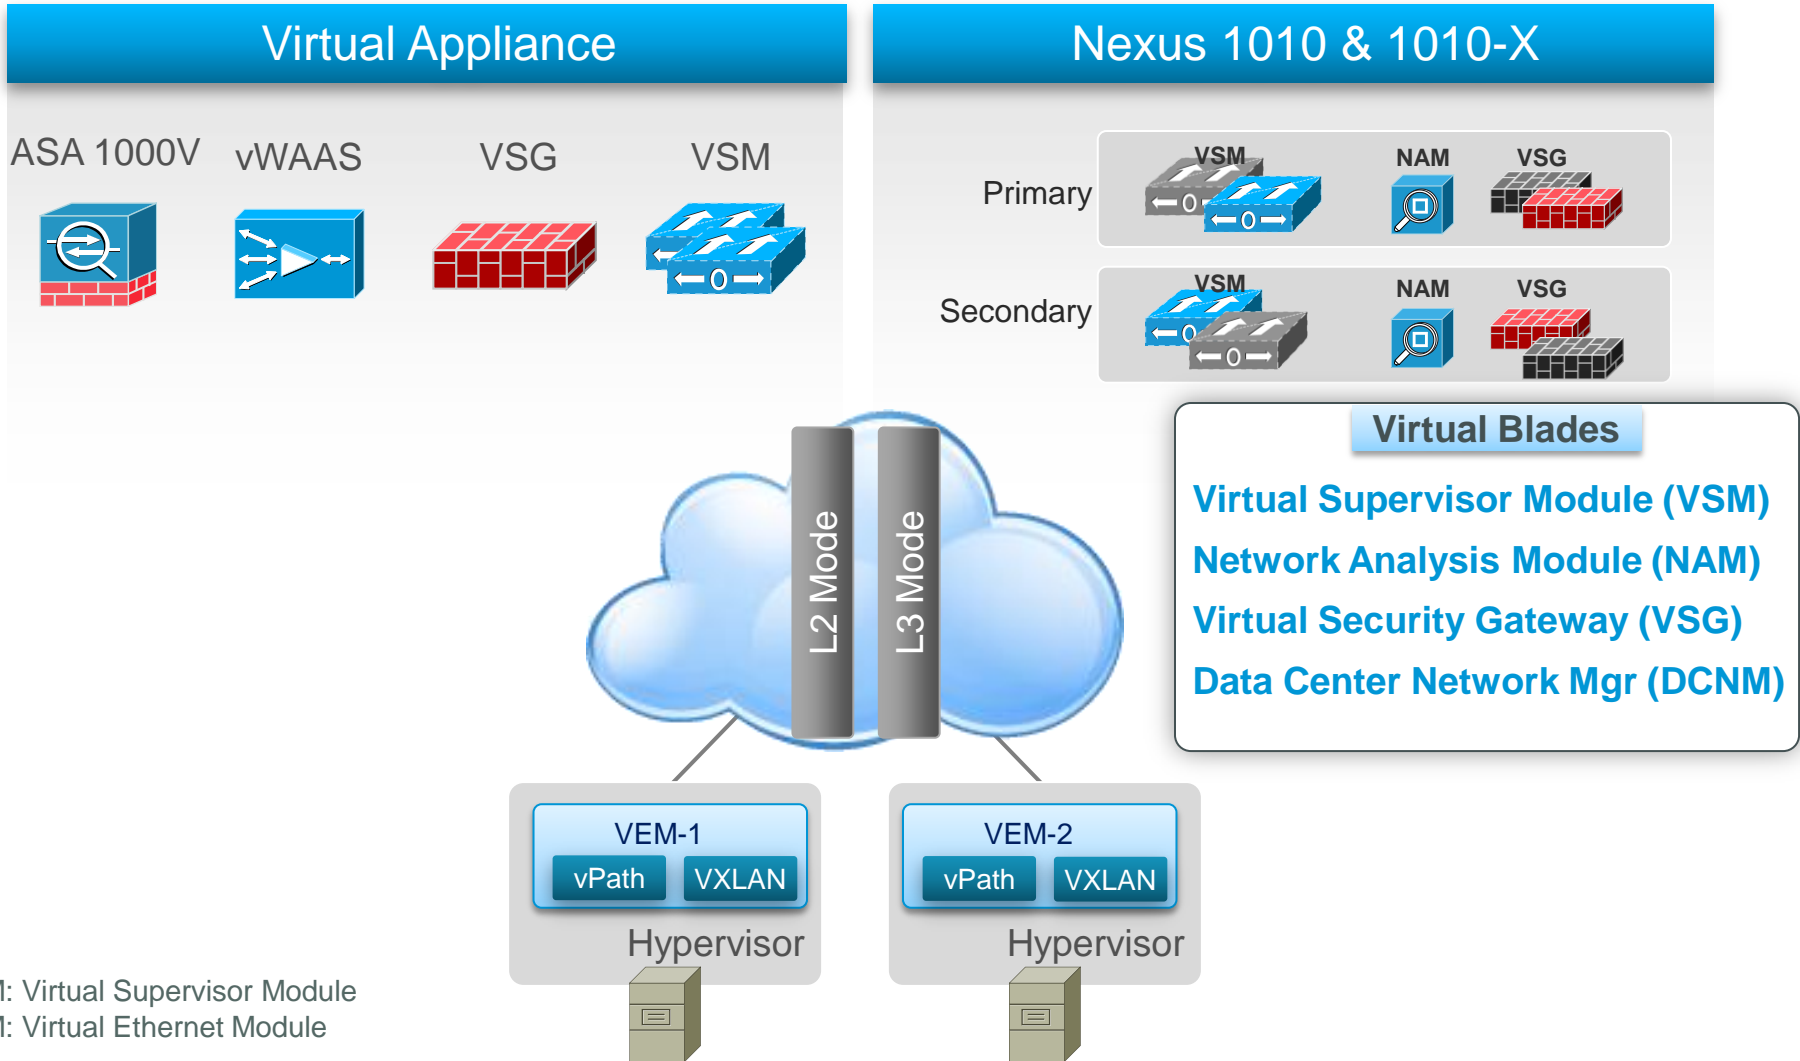 Virtual Appliance
Nexus 1010 & 1010-X
ASA 1000V
vWAAS
VSG
VSM
Primary
VSM
NAM
VSG
Secondary
VSM
NAM
VSG
Virtual Blades
Virtual Supervisor Module (VSM)
Network Analysis Module (NAM)
Virtual Security Gateway (VSG)
Data Center Network Mgr (DCNM)
L2 Mode
L3 Mode
VEM-1
vPath
VXLAN
Hypervisor
VEM-2
vPath
VXLAN
Hypervisor
M: Virtual Supervisor Module
M: Virtual Ethernet Module